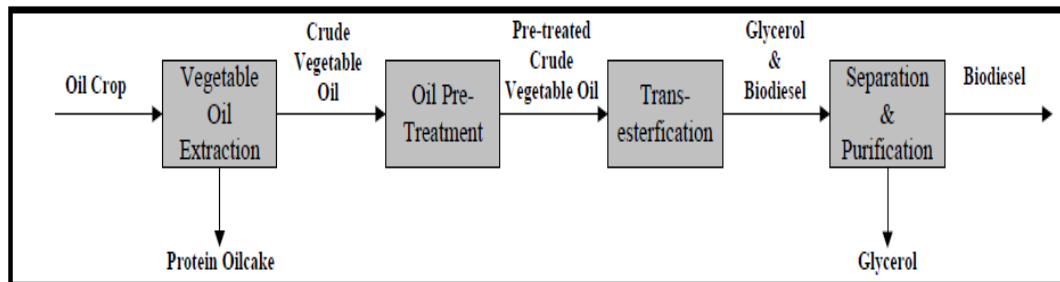 Oil Crop
Vegetable
Oil
Extraction
Protein Oilcake
Crude
Vegetable
Oil
Oil Pre-
Treatment
Pre-treated
Crude
Vegetable Oil
Trans-
esterfication
Glycerol
&
Biodiesel
Separation
&
Purification
Glycerol
Biodiesel